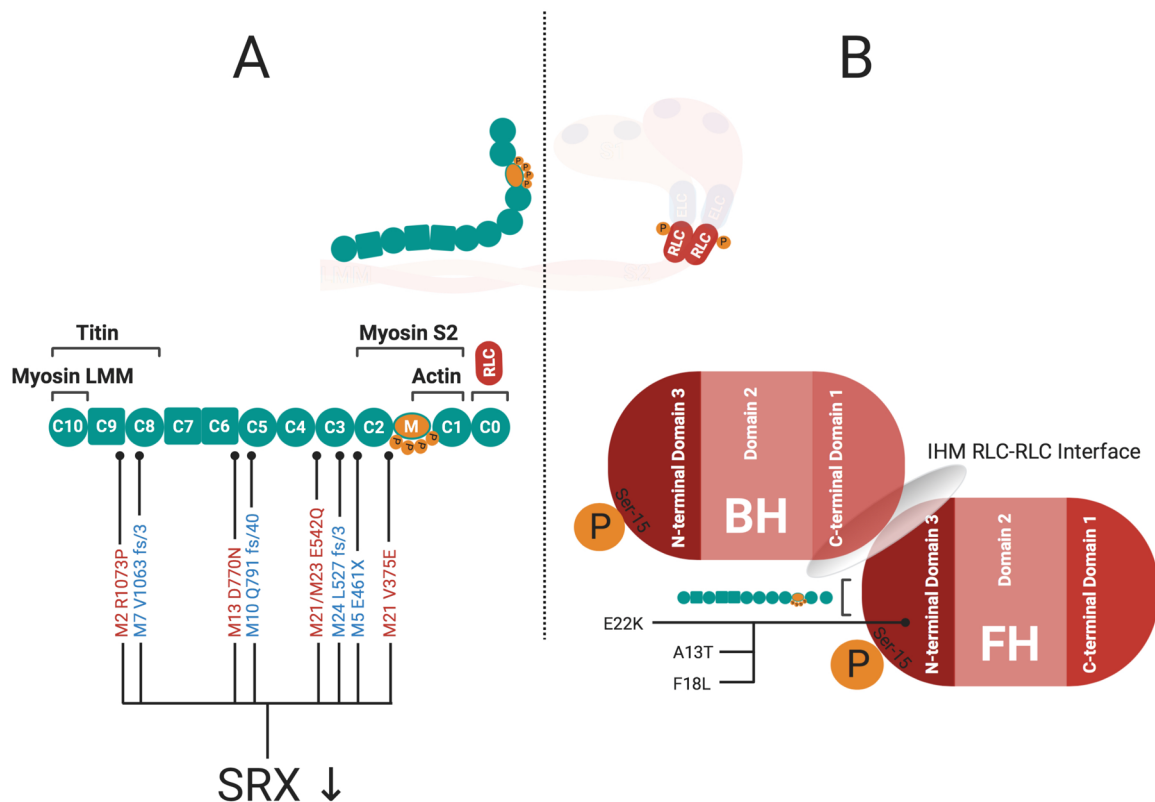 A
B
P
P
P
P
ELC
ELC
P
RLC
RLC
P
Titin
Myosin S2
RLC
Myosin LMM
Actin
C10
C9
C8
C7
C6
C5
C4
C3
C2
M
C1
C0
P
P
P
P
M2 R1073P
M7 V1063 fs/3
M13 D770N
M10 Q791 fs/40
M21/M23 E542Q
M24 L527 fs/3
M5 E461X
M21 V375E
SRX ↓
N-terminal Domain 3
Domain 2
C-terminal Domain 1
BH
P
Ser-15
IHM RLC-RLC Interface
N-terminal Domain 3
Domain 2
C-terminal Domain 1
FH
E22K
A13T
F18L
P
Ser-15